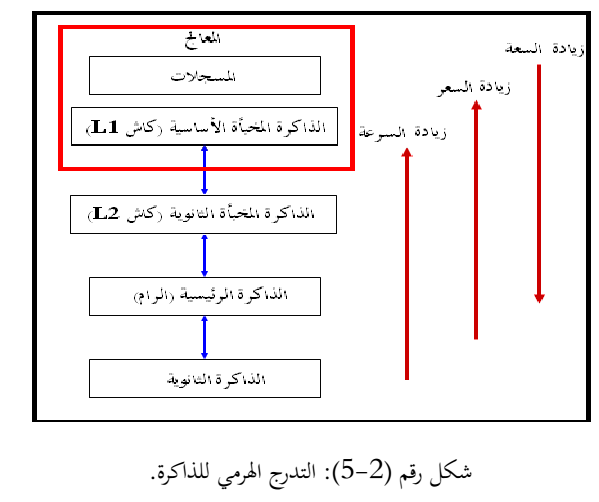 المعالج
المسجلات
الذاكرة المخبأة الأساسية (كاش L1)
الذاكرة المخبأة الثانوية (كاش L2)
الذاكرة الرئيسية (الرام)
الذاكرة الثانوية
زيادة السرعة
زيادة السعر
زيادة السعة
شكل رقم (2-5): التدرج الهرمي للذاكرة.